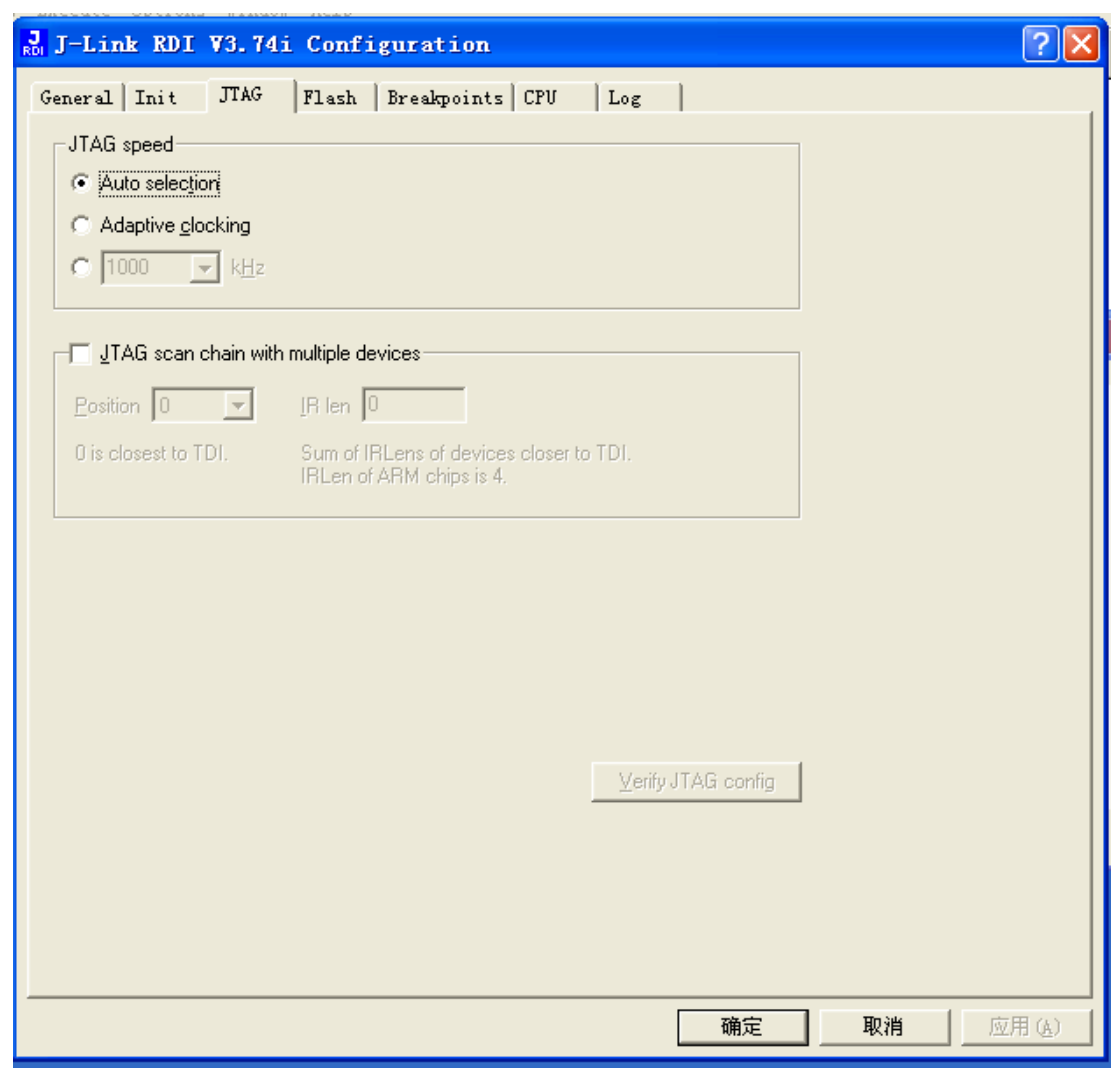 J-Link RDI V3.74i Configuration
General Init JTAG Flash Breakpoints CPU Log
JTAG speed
Auto selection
Adaptive clocking
1000 kHz
JTAG scan chain with multiple devices
Position 0 IR len 0
0 is closest to TDI. Sum of IRLens of devices closer to TDI.
IRLen of ARM chips is 4.
Verify JTAG config
确定 取消 应用(A)